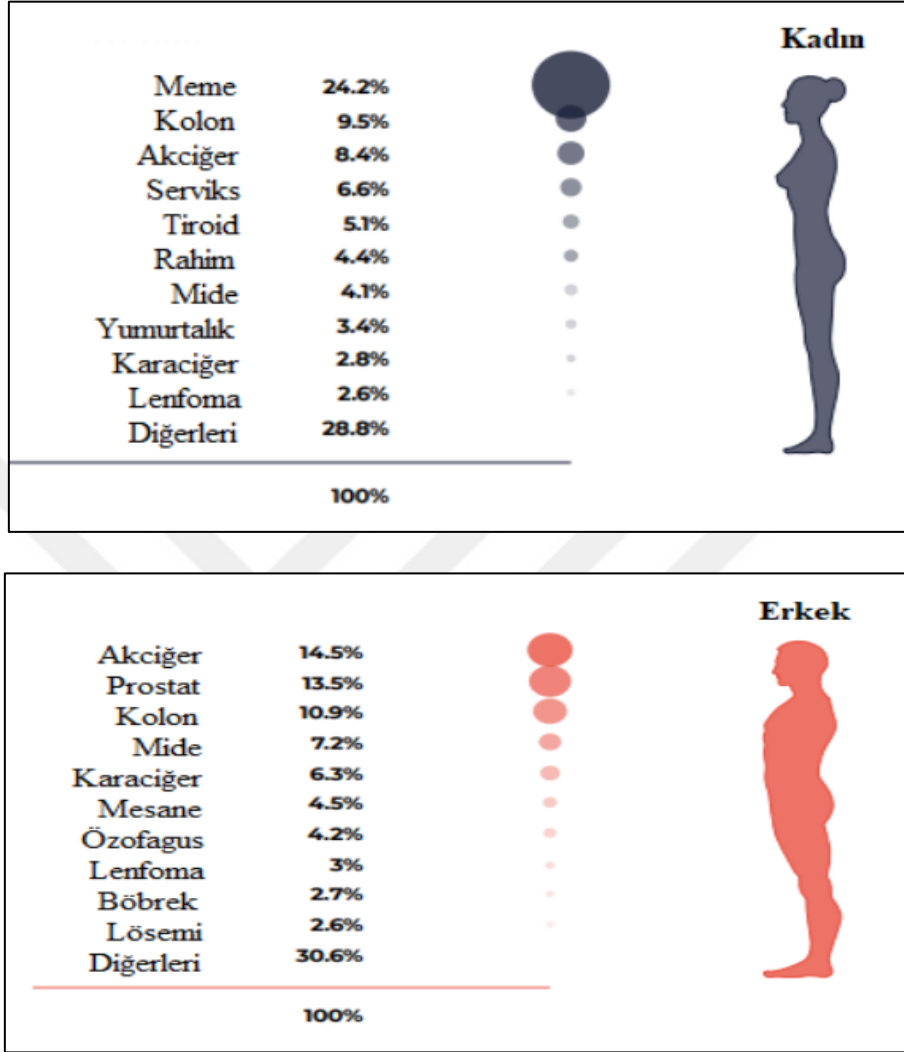 Kadın
Meme 24.2%
Kolon 9.5%
Akciğer 8.4%
Serviks 6.6%
Tiroid 5.1%
Rahim 4.4%
Mide 4.1%
Yumurtalık 3.4%
Karaciğer 2.8%
Lenfoma 2.6%
Diğerleri 28.8%
100%
Erkek
Akciğer 14.5%
Prostat 13.5%
Kolon 10.9%
Mide 7.2%
Karaciğer 6.3%
Mesane 4.5%
Özofagus 4.2%
Lenfoma 3%
Böbrek 2.7%
Lösemi 2.6%
Diğerleri 30.6%
100%